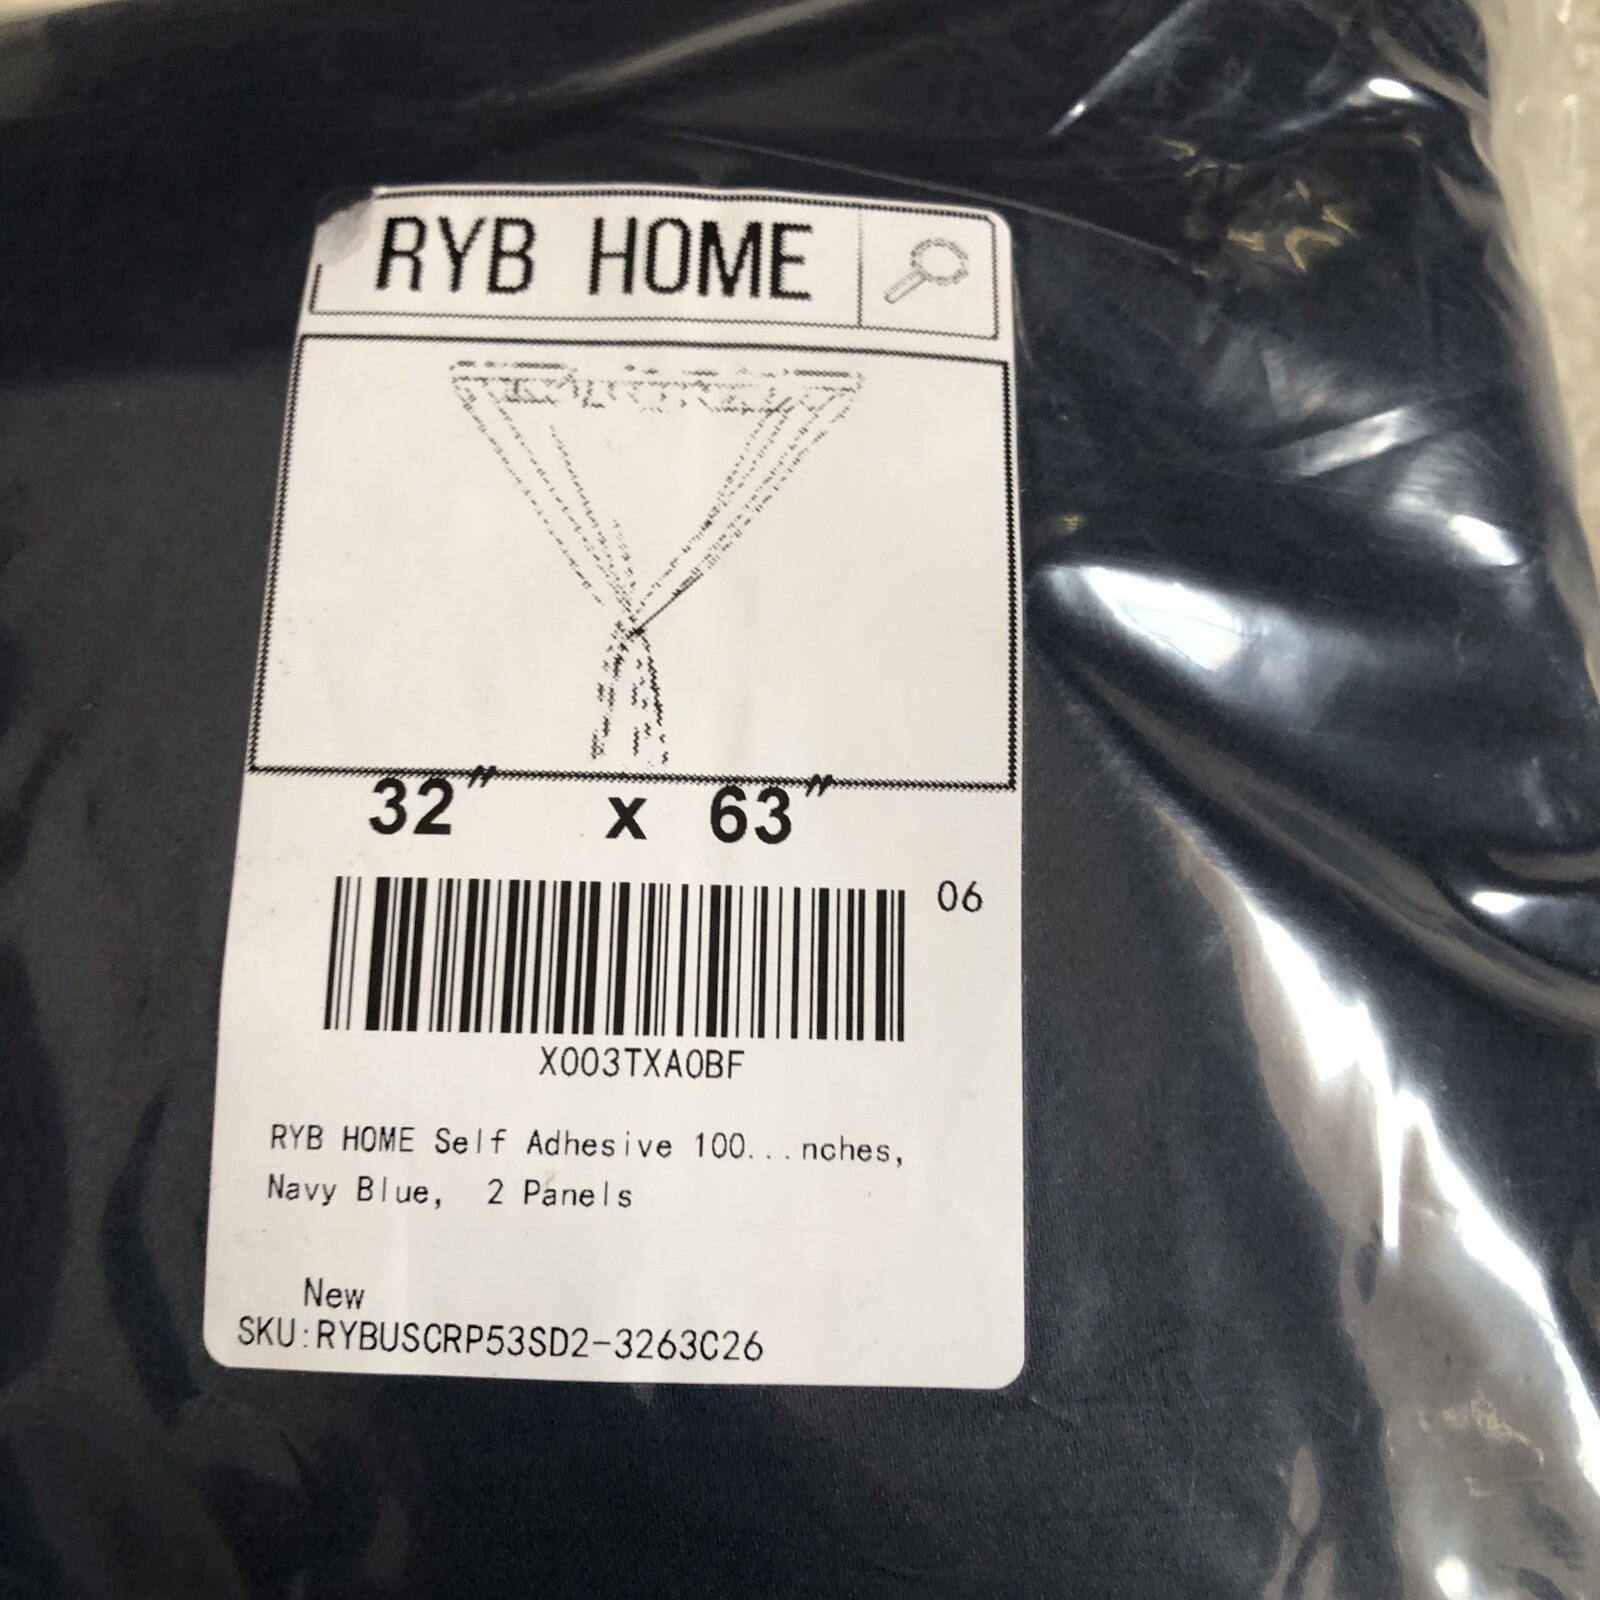 RYB HOME
32" x 63"
06
X003TXA0BF
RYB HOME Self Adhesive 100...nches,
Navy Blue, 2 Panels
New
SKU:RYBUSCRP53SD2-3263C26